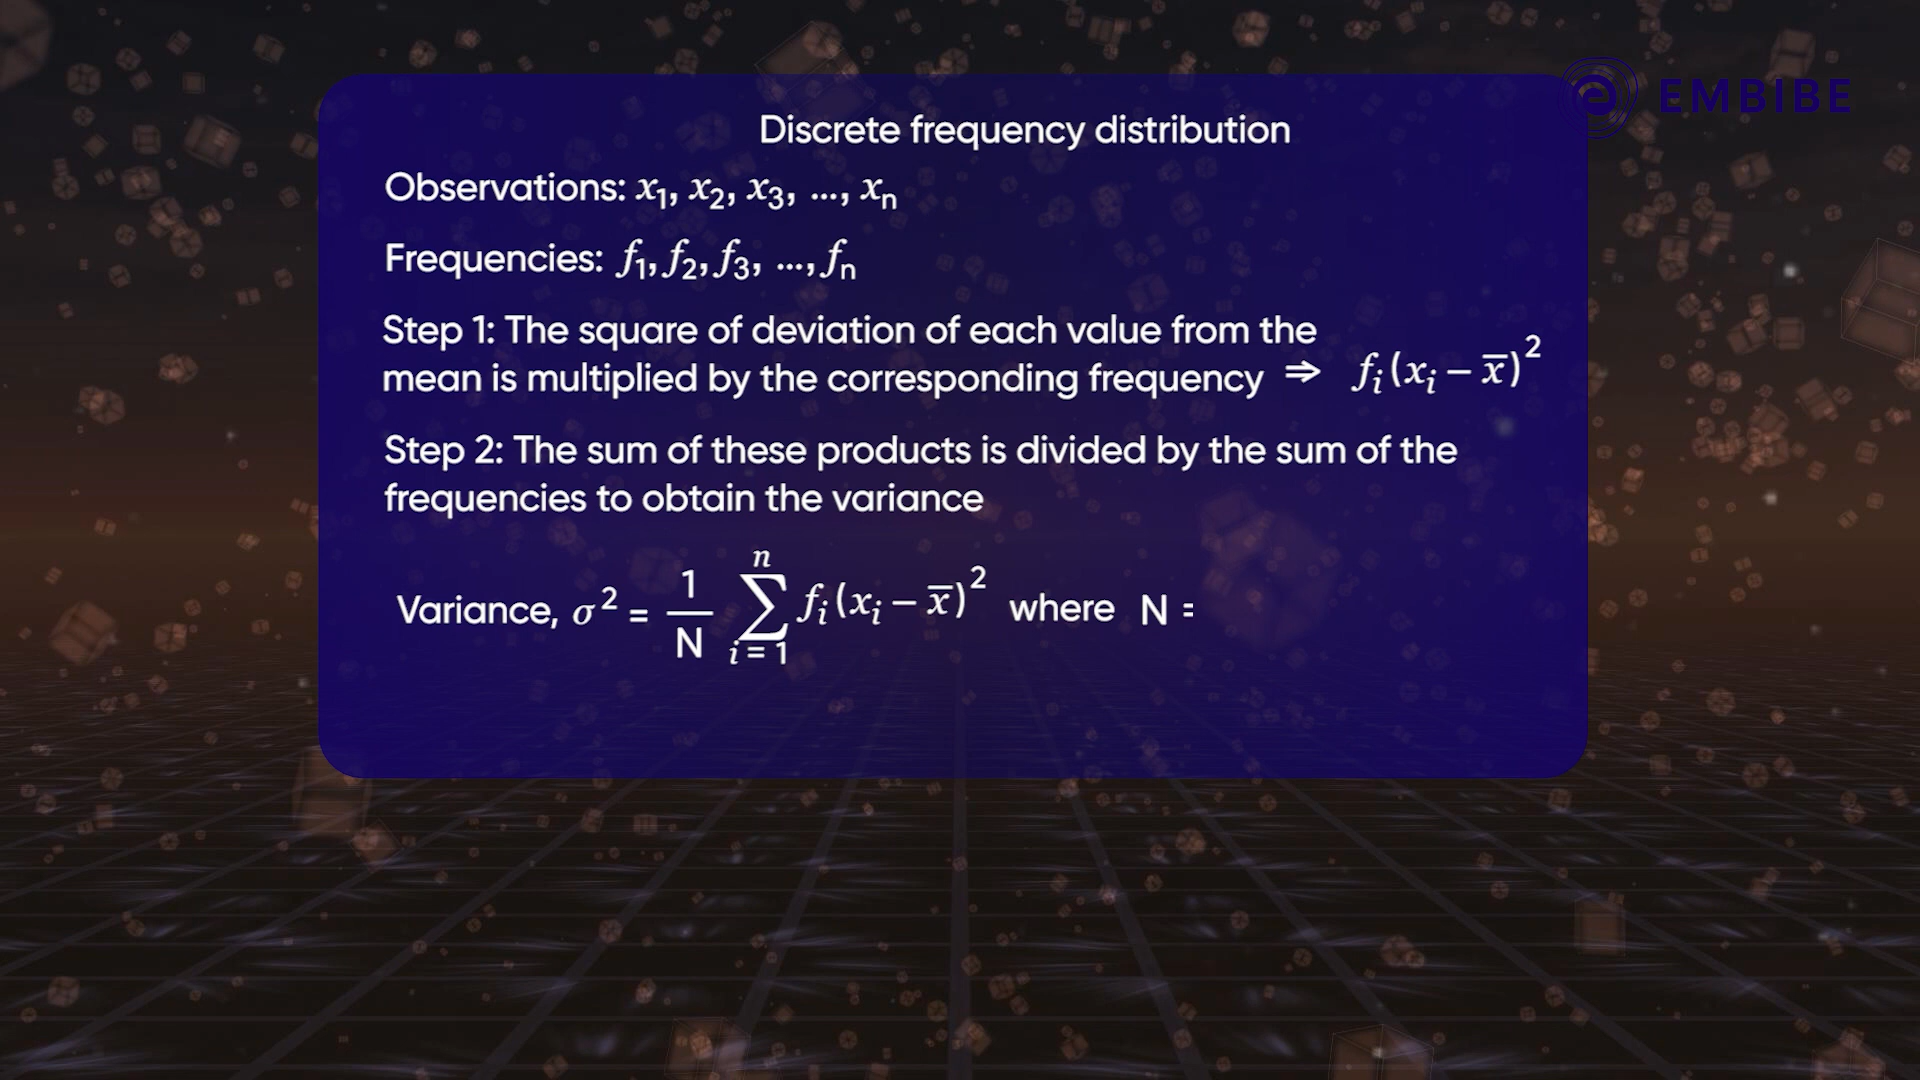 EMBIBE
Discrete frequency distribution
Observations: x₁, x₂, x₃, ..., xₙ
Frequencies: f₁, f₂, f₃, ..., fₙ
Step 1: The square of deviation of each value from the
mean is multiplied by the corresponding frequency ⇒ fᵢ(xᵢ − x̅)²
Step 2: The sum of these products is divided by the sum of the
frequencies to obtain the variance
Variance, σ² = 1/N ∑ᵢ₌₁ⁿ fᵢ(xᵢ − x̅)² where N =